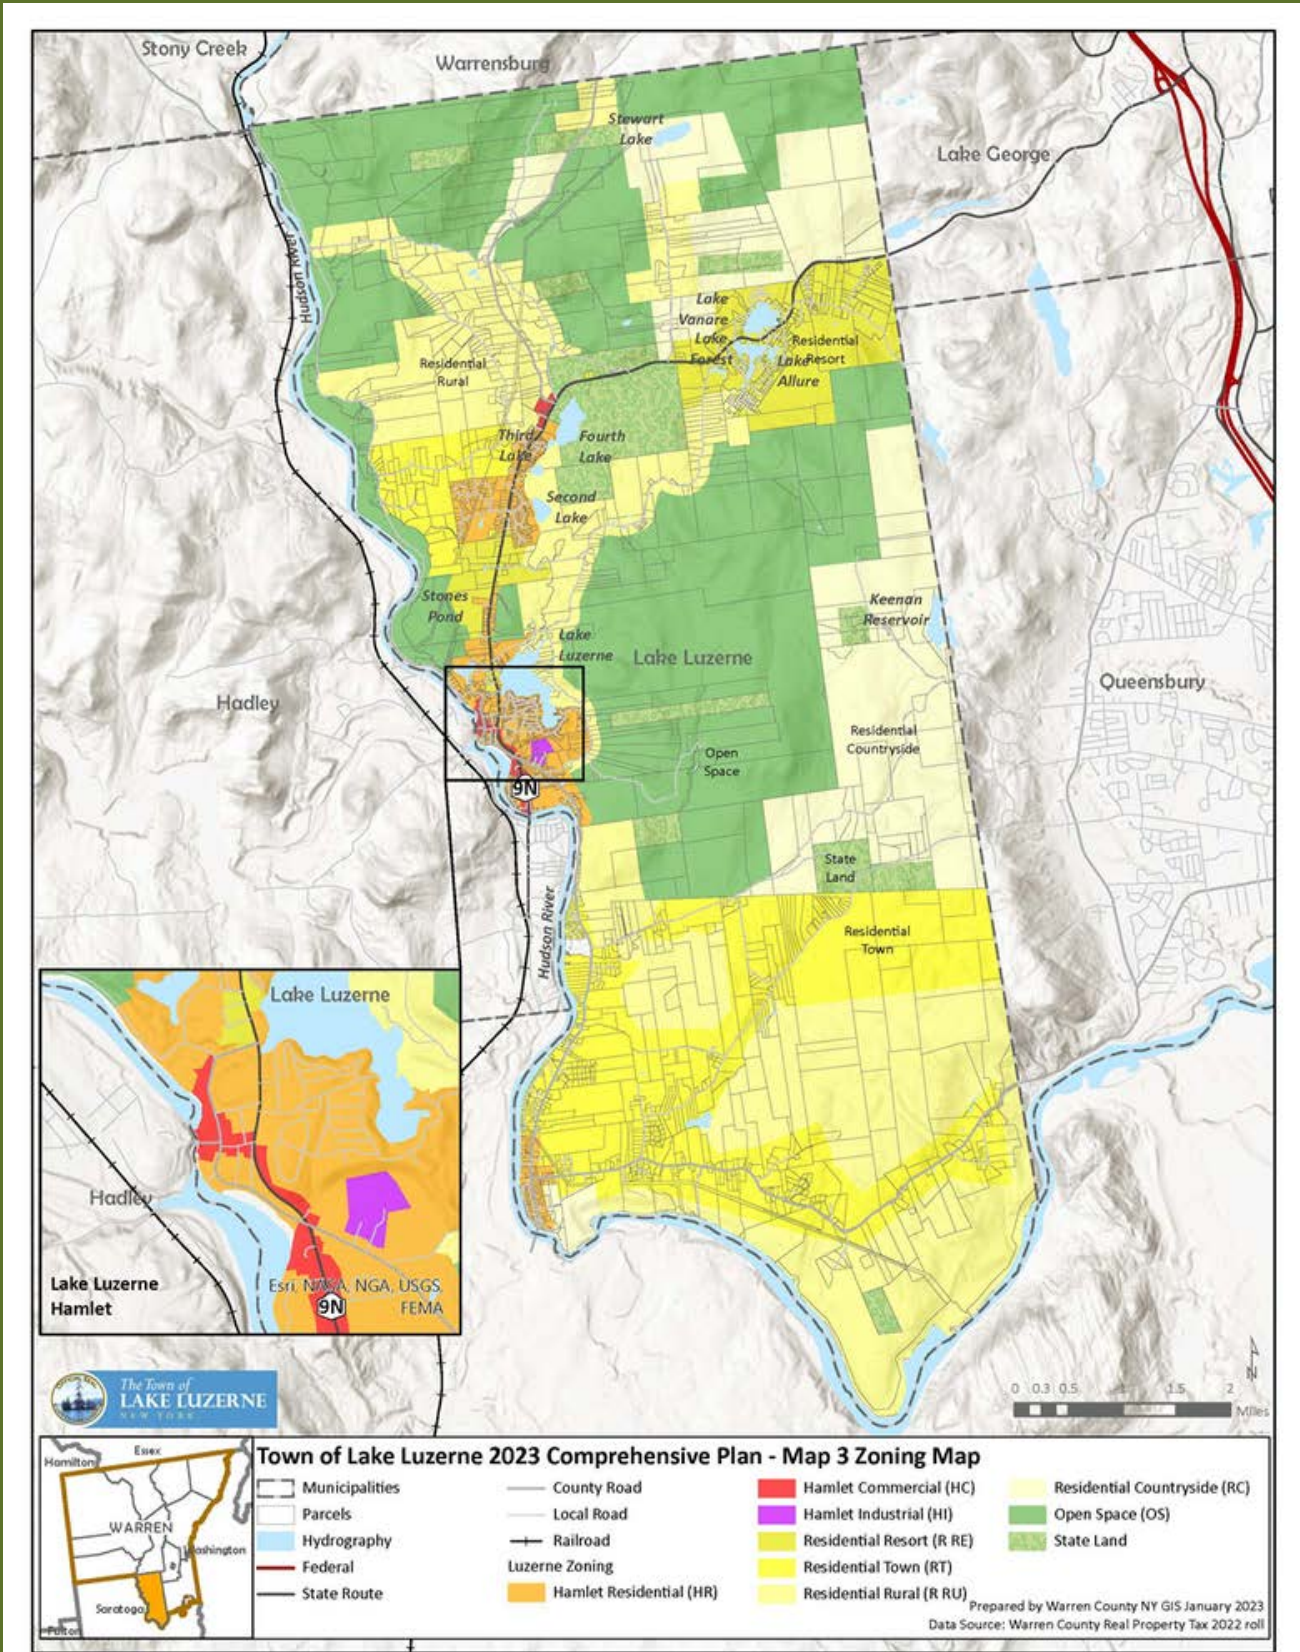 Stony Creek
Warrensburg
Stewart
Lake
Lake George
Hudson River
Lake
Vanare
Lake
Forest
Residential
Resort
Lake
Allure
Residential
Rural
Third
Lake
Fourth
Lake
Second
Lake
Stones
Pond
Keenan
Reservoir
Lake
Luzerne
Lake Luzerne
Hadley
Queensbury
Residential
Countryside
Open
Space
9N
State
Land
Hudson River
Residential
Town
Lake Luzerne
Hadley
Lake Luzerne
Hamlet
Esri, NASA, NGA, USGS,
FEMA
9N
N
0 0.3 0.5 1 1.5 2
Miles
The Town of
LAKE LUZERNE
NEW YORK
Essex
Hamilton
WARREN
Washington
Saratoga
Fulton
Town of Lake Luzerne 2023 Comprehensive Plan - Map 3 Zoning Map
Municipalities
Parcels
Hydrography
Federal
State Route
County Road
Local Road
Railroad
Luzerne Zoning
Hamlet Residential (HR)
Hamlet Commercial (HC)
Hamlet Industrial (HI)
Residential Resort (R RE)
Residential Town (RT)
Residential Rural (R RU)
Residential Countryside (RC)
Open Space (OS)
State Land
Prepared by Warren County NY GIS January 2023
Data Source: Warren County Real Property Tax 2022 roll